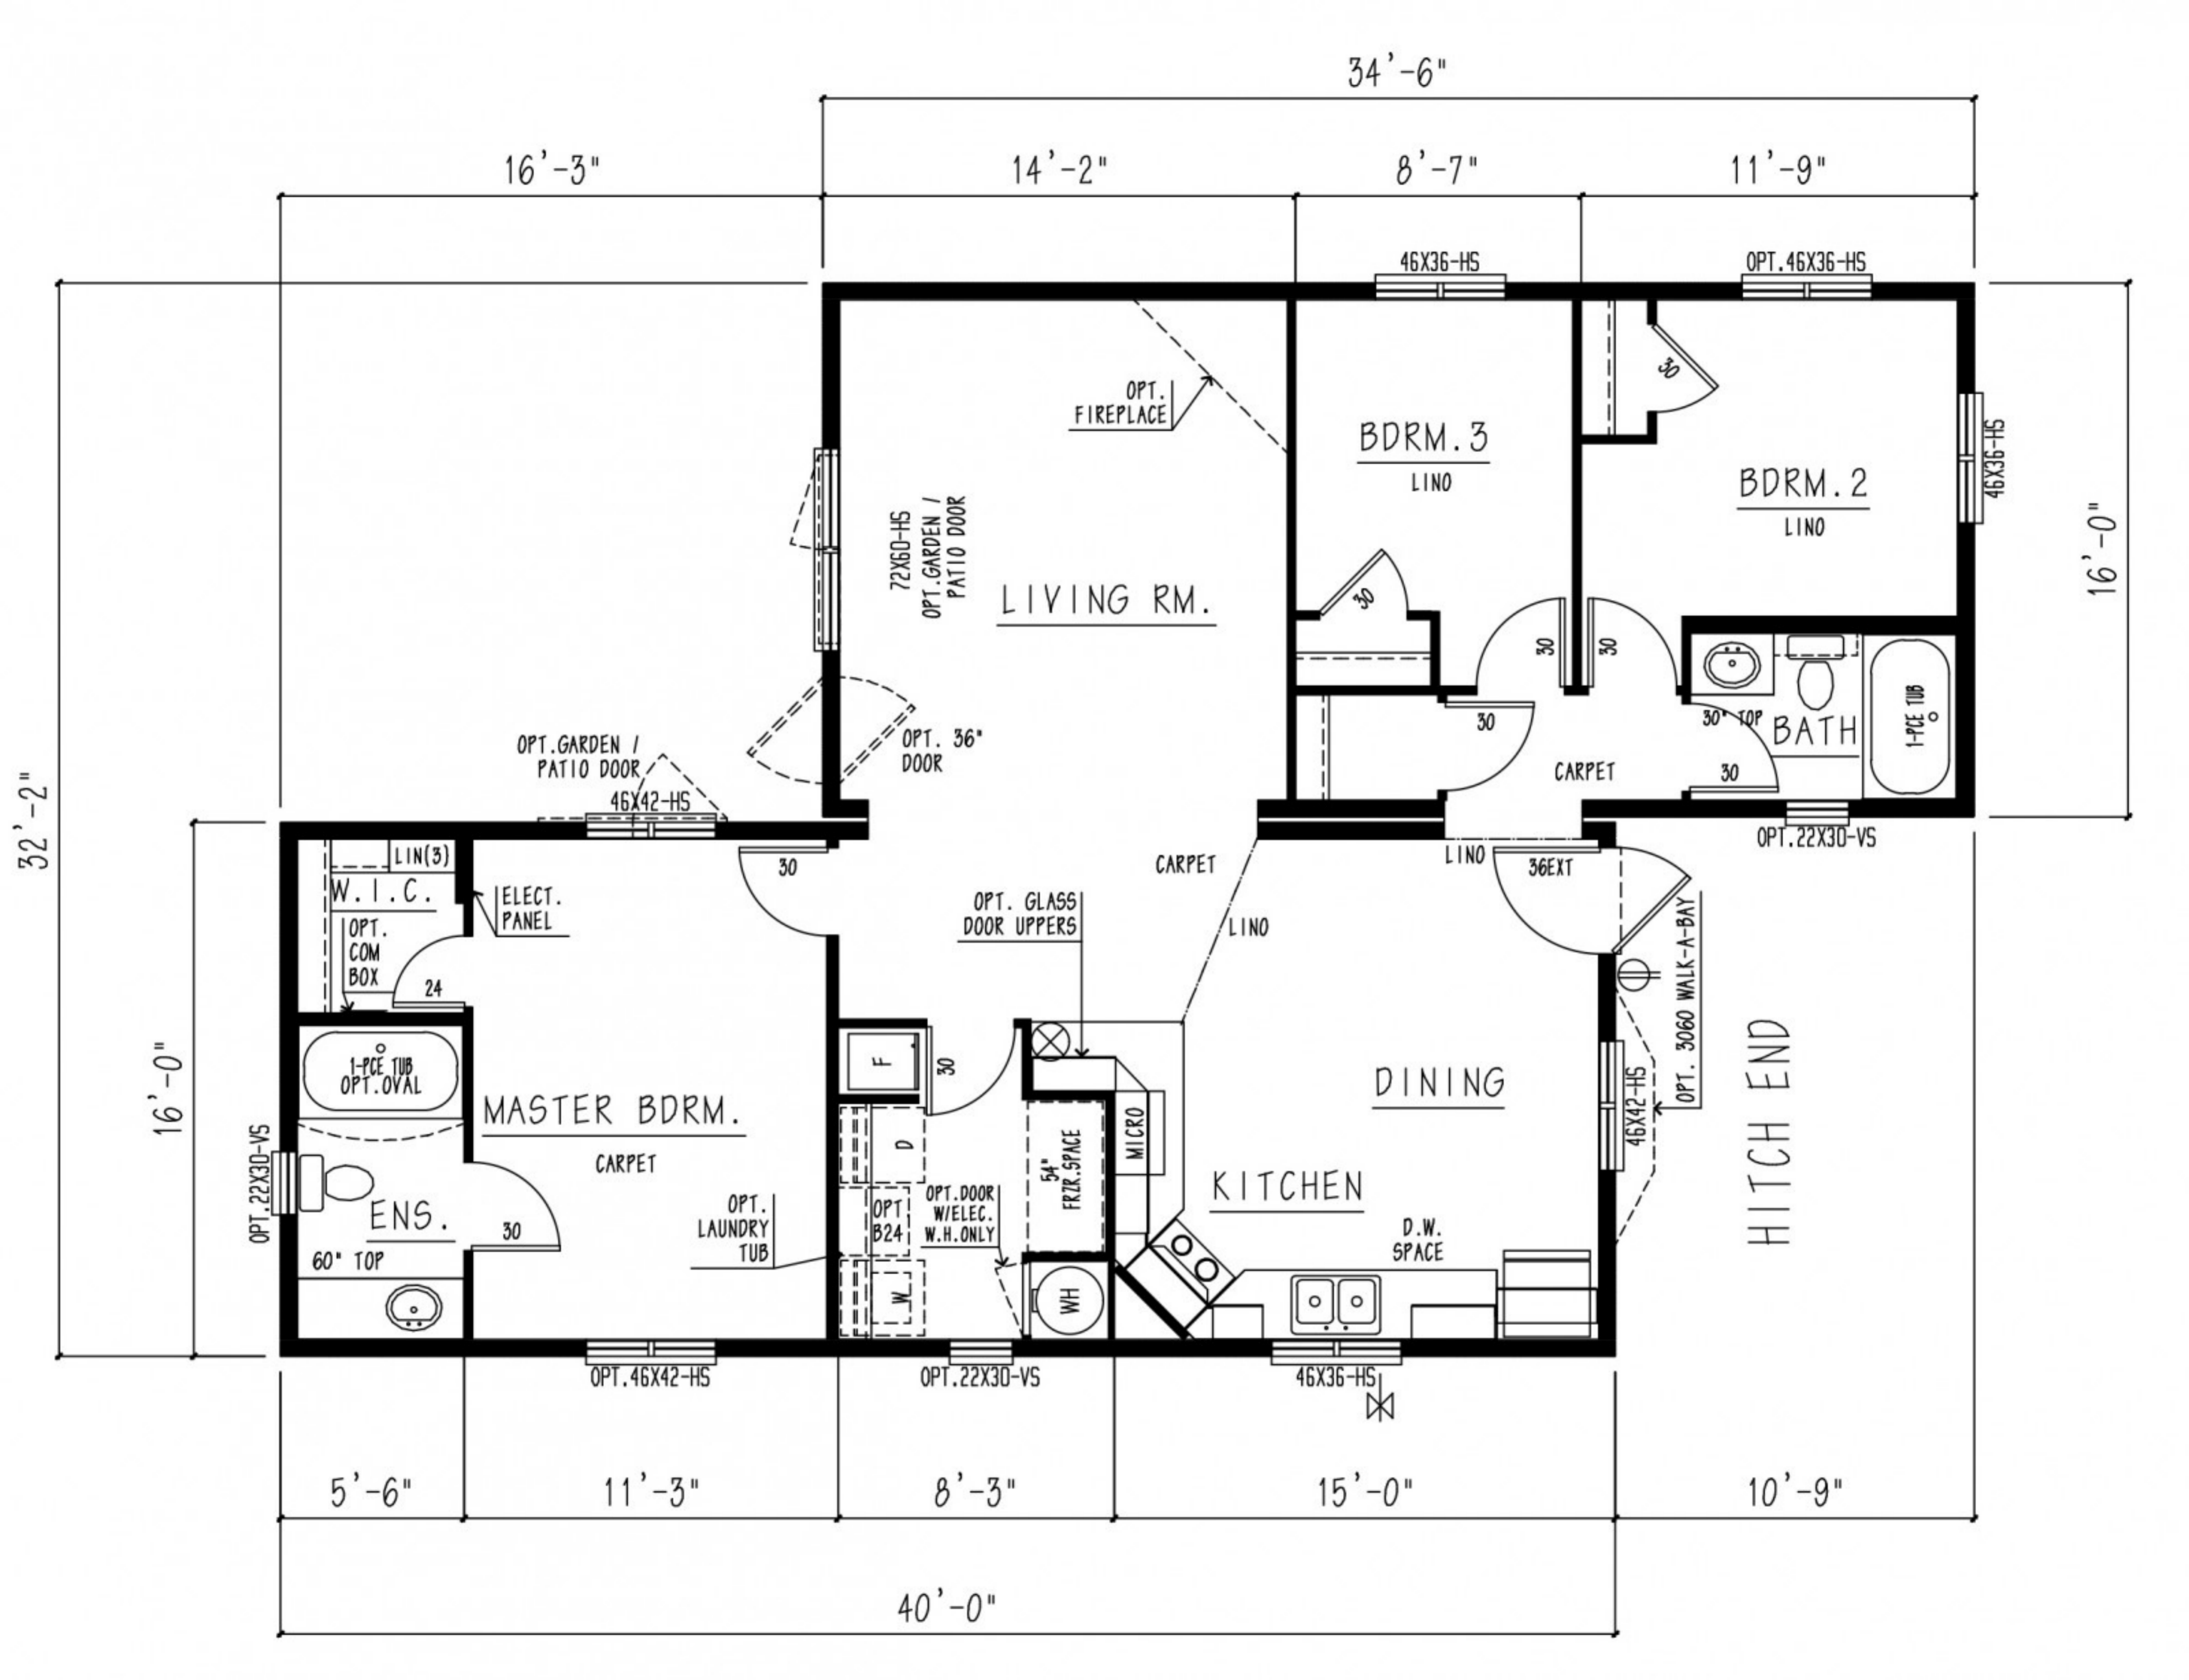 34'-6"
16'-3"
14'-2"
8'-7"
11'-9"
46X36-HS
OPT.46X36-HS
OPT.
FIREPLACE
30
BDRM.3
LINO
BDRM.2
LINO
46X36-HS
16'-0"
72X60-HS
OPT.GARDEN /
PATIO DOOR
LIVING RM.
30
30
30
30
30" TOP
BATH
1-PCE TUB
30
CARPET
OPT. 36"
DOOR
OPT.GARDEN /
PATIO DOOR
46X42-HS
32'-2"
OPT.22X30-VS
LIN(3)
W.I.C.
OPT.
COM
BOX
24
ELECT.
PANEL
30
CARPET
LINO
36EXT
OPT. GLASS
DOOR UPPERS
LINO
OPT. 3060 WALK-A-BAY
16'-0"
1-PCE TUB
OPT.OVAL
MASTER BDRM.
CARPET
F
30
DINING
46X42-HS
HITCH END
OPT.22X30-VS
ENS.
30
60" TOP
OPT.
LAUNDRY
TUB
D
OPT
B24
W
OPT.DOOR
W/ELEC.
W.H.ONLY
54"
FRZR.SPACE
MICRO
KITCHEN
D.W.
SPACE
WH
OPT.46X42-HS
OPT.22X30-VS
46X36-HS
5'-6"
11'-3"
8'-3"
15'-0"
10'-9"
40'-0"